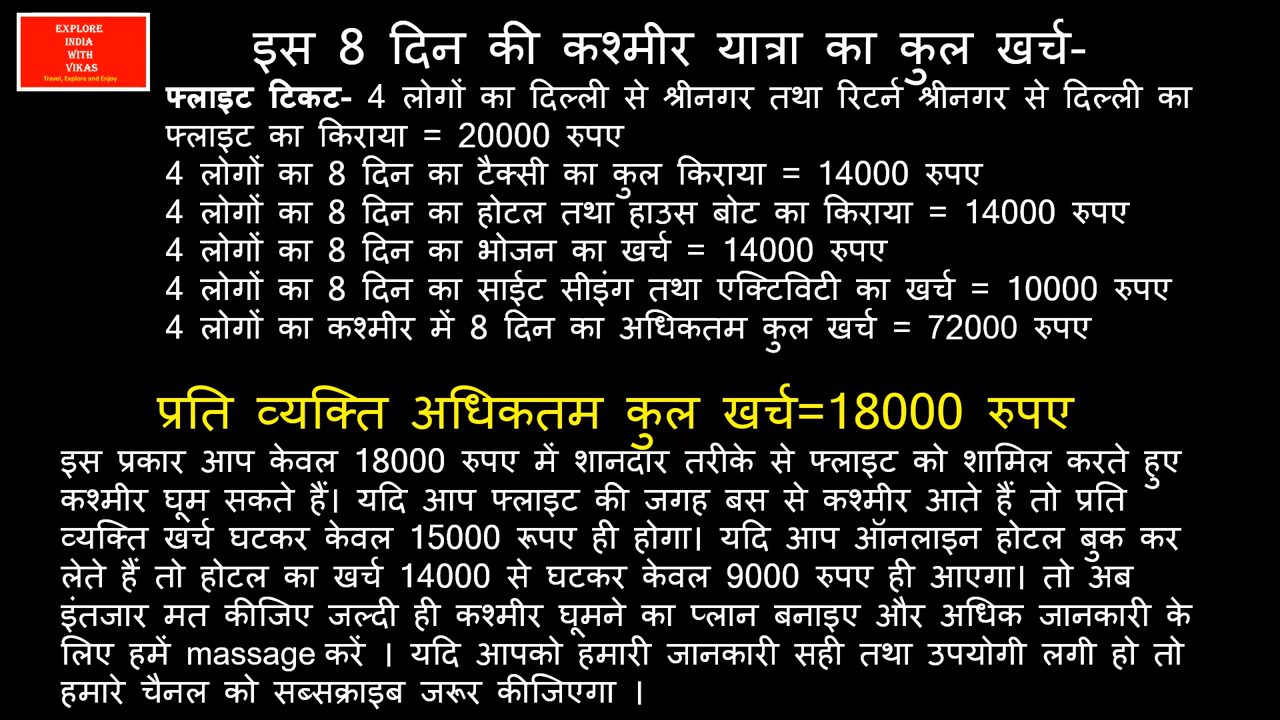 EXPLORE
INDIA
WITH
VIKAS
Travel, Explore and Enjoy
इस 8 दिन की कश्मीर यात्रा का कुल खर्च-
फ्लाइट टिकट- 4 लोगों का दिल्ली से श्रीनगर तथा रिटर्न श्रीनगर से दिल्ली का
फ्लाइट का किराया = 20000 रुपए
4 लोगों का 8 दिन का टैक्सी का कुल किराया = 14000 रुपए
4 लोगों का 8 दिन का होटल तथा हाउस बोट का किराया = 14000 रुपए
4 लोगों का 8 दिन का भोजन का खर्च = 14000 रुपए
4 लोगों का 8 दिन का साईट सीइंग तथा एक्टिविटी का खर्च = 10000 रुपए
4 लोगों का कश्मीर में 8 दिन का अधिकतम कुल खर्च = 72000 रुपए
प्रति व्यक्ति अधिकतम कुल खर्च=18000 रुपए
इस प्रकार आप केवल 18000 रुपए में शानदार तरीके से फ्लाइट को शामिल करते हुए
कश्मीर घूम सकते हैं। यदि आप फ्लाइट की जगह बस से कश्मीर आते हैं तो प्रति
व्यक्ति खर्च घटकर केवल 15000 रूपए ही होगा। यदि आप ऑनलाइन होटल बुक कर
लेते हैं तो होटल का खर्च 14000 से घटकर केवल 9000 रुपए ही आएगा। तो अब
इंतजार मत कीजिए जल्दी ही कश्मीर घूमने का प्लान बनाइए और अधिक जानकारी के
लिए हमें massage करें । यदि आपको हमारी जानकारी सही तथा उपयोगी लगी हो तो
हमारे चैनल को सब्सक्राइब जरूर कीजिएगा ।